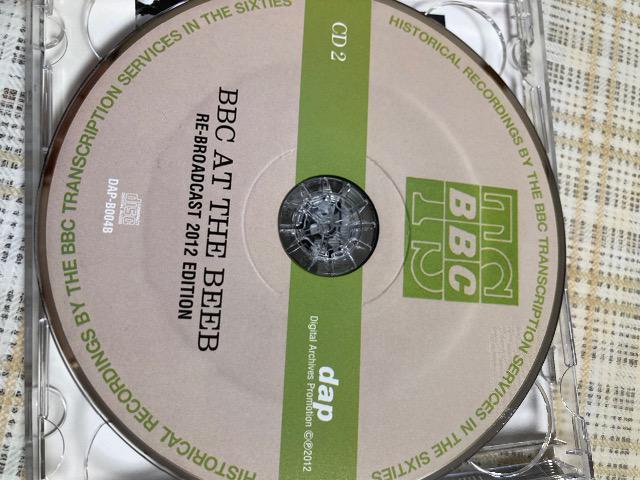 HISTORICAL RECORDINGS BY THE BBC TRANSCRIPTION SERVICES IN THE SIXTIES
HISTORICAL RECORDINGS BY THE BBC TRANSCRIPTION SERVICES IN THE SIXTIES
TS
BBC
CD 2
dap
Digital Archives Promotion ©℗2012
BBC AT THE BEEB
RE-BROADCAST 2012 EDITION
disc
DAP-B004B